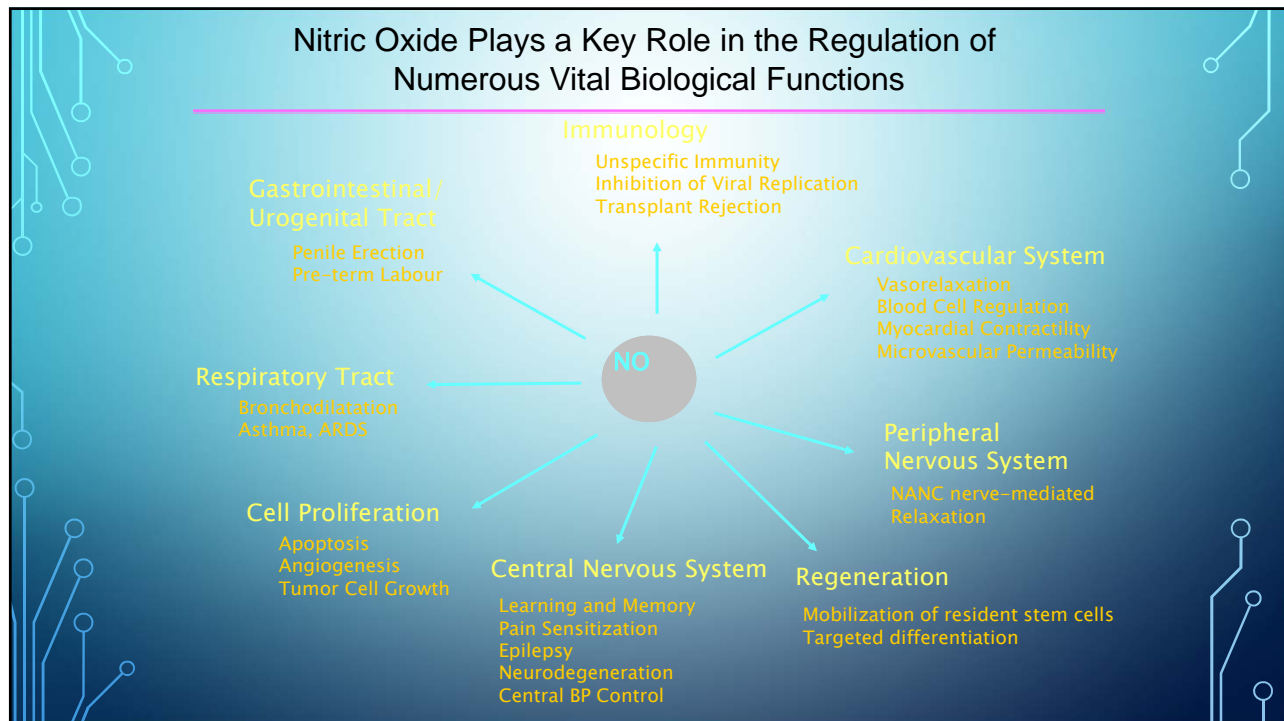 Nitric Oxide Plays a Key Role in the Regulation of
Numerous Vital Biological Functions
Immunology
Unspecific Immunity
Inhibition of Viral Replication
Transplant Rejection
Gastrointestinal/
Urogenital Tract
Penile Erection
Pre-term Labour
Cardiovascular System
Vasorelaxation
Blood Cell Regulation
Myocardial Contractility
Microvascular Permeability
NO
Respiratory Tract
Bronchodilatation
Asthma, ARDS
Peripheral
Nervous System
NANC nerve-mediated
Relaxation
Cell Proliferation
Apoptosis
Angiogenesis
Tumor Cell Growth
Central Nervous System
Learning and Memory
Pain Sensitization
Epilepsy
Neurodegeneration
Central BP Control
Regeneration
Mobilization of resident stem cells
Targeted differentiation